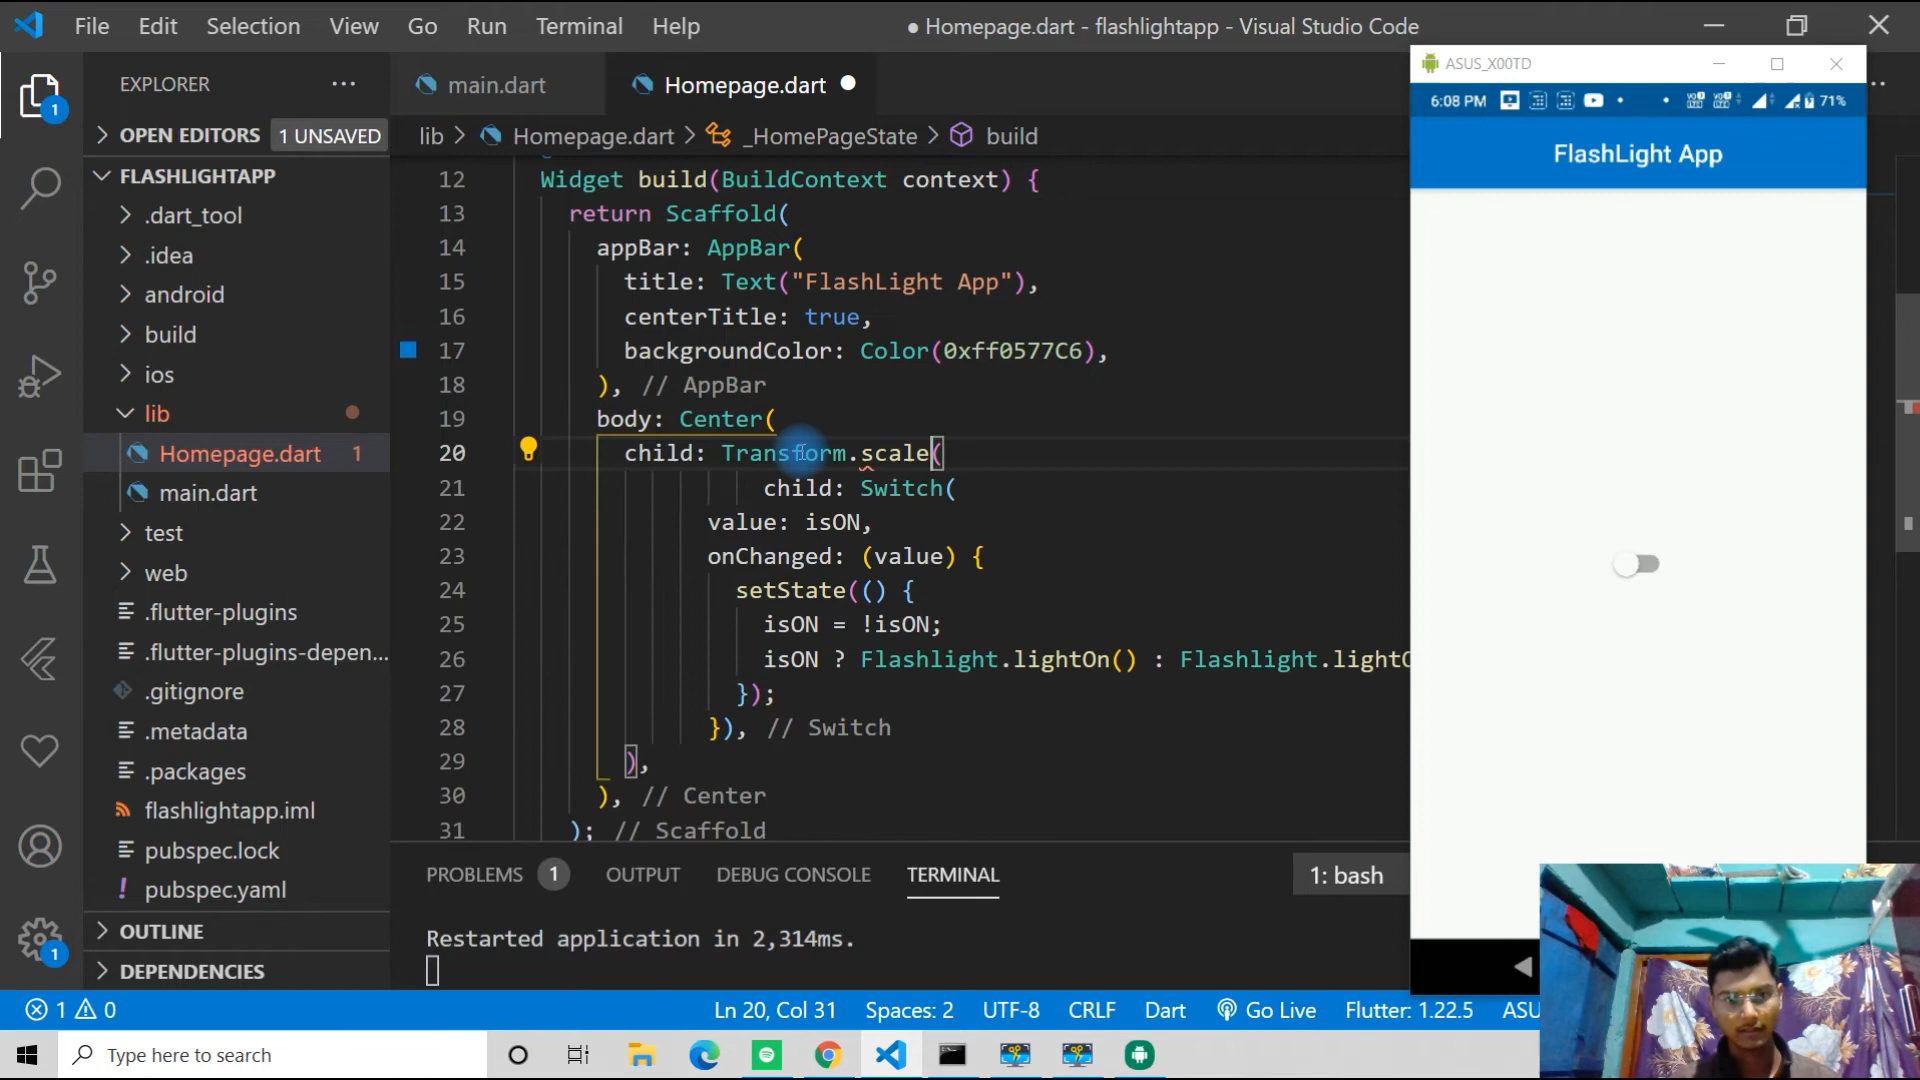 File Edit Selection View Go Run Terminal Help
● Homepage.dart - flashlightapp - Visual Studio Code
EXPLORER
main.dart
Homepage.dart
OPEN EDITORS 1 UNSAVED
lib > Homepage.dart > _HomePageState > build
FLASHLIGHTAPP
.dart_tool
.idea
android
build
ios
lib
Homepage.dart 1
main.dart
test
web
.flutter-plugins
.flutter-plugins-depen...
.gitignore
.metadata
.packages
flashlightapp.iml
pubspec.lock
pubspec.yaml
OUTLINE
DEPENDENCIES
1
1
12 Widget build(BuildContext context) {
13 return Scaffold(
14 appBar: AppBar(
15 title: Text("FlashLight App"),
16 centerTitle: true,
17 backgroundColor: Color(0xff0577C6),
18 ), // AppBar
19 body: Center(
20 child: Transform.scale(
21 child: Switch(
22 value: isON,
23 onChanged: (value) {
24 setState(() {
25 isON = !isON;
26 isON ? Flashlight.lightOn() : Flashlight.light
27 });
28 }), // Switch
29 ),
30 ), // Center
31 ); // Scaffold
PROBLEMS 1 OUTPUT DEBUG CONSOLE TERMINAL 1: bash
Restarted application in 2,314ms.
1 0 Ln 20, Col 31 Spaces: 2 UTF-8 CRLF Dart Go Live Flutter: 1.22.5 ASU
Type here to search
ASUS_X00TD
6:08 PM 71%
FlashLight App